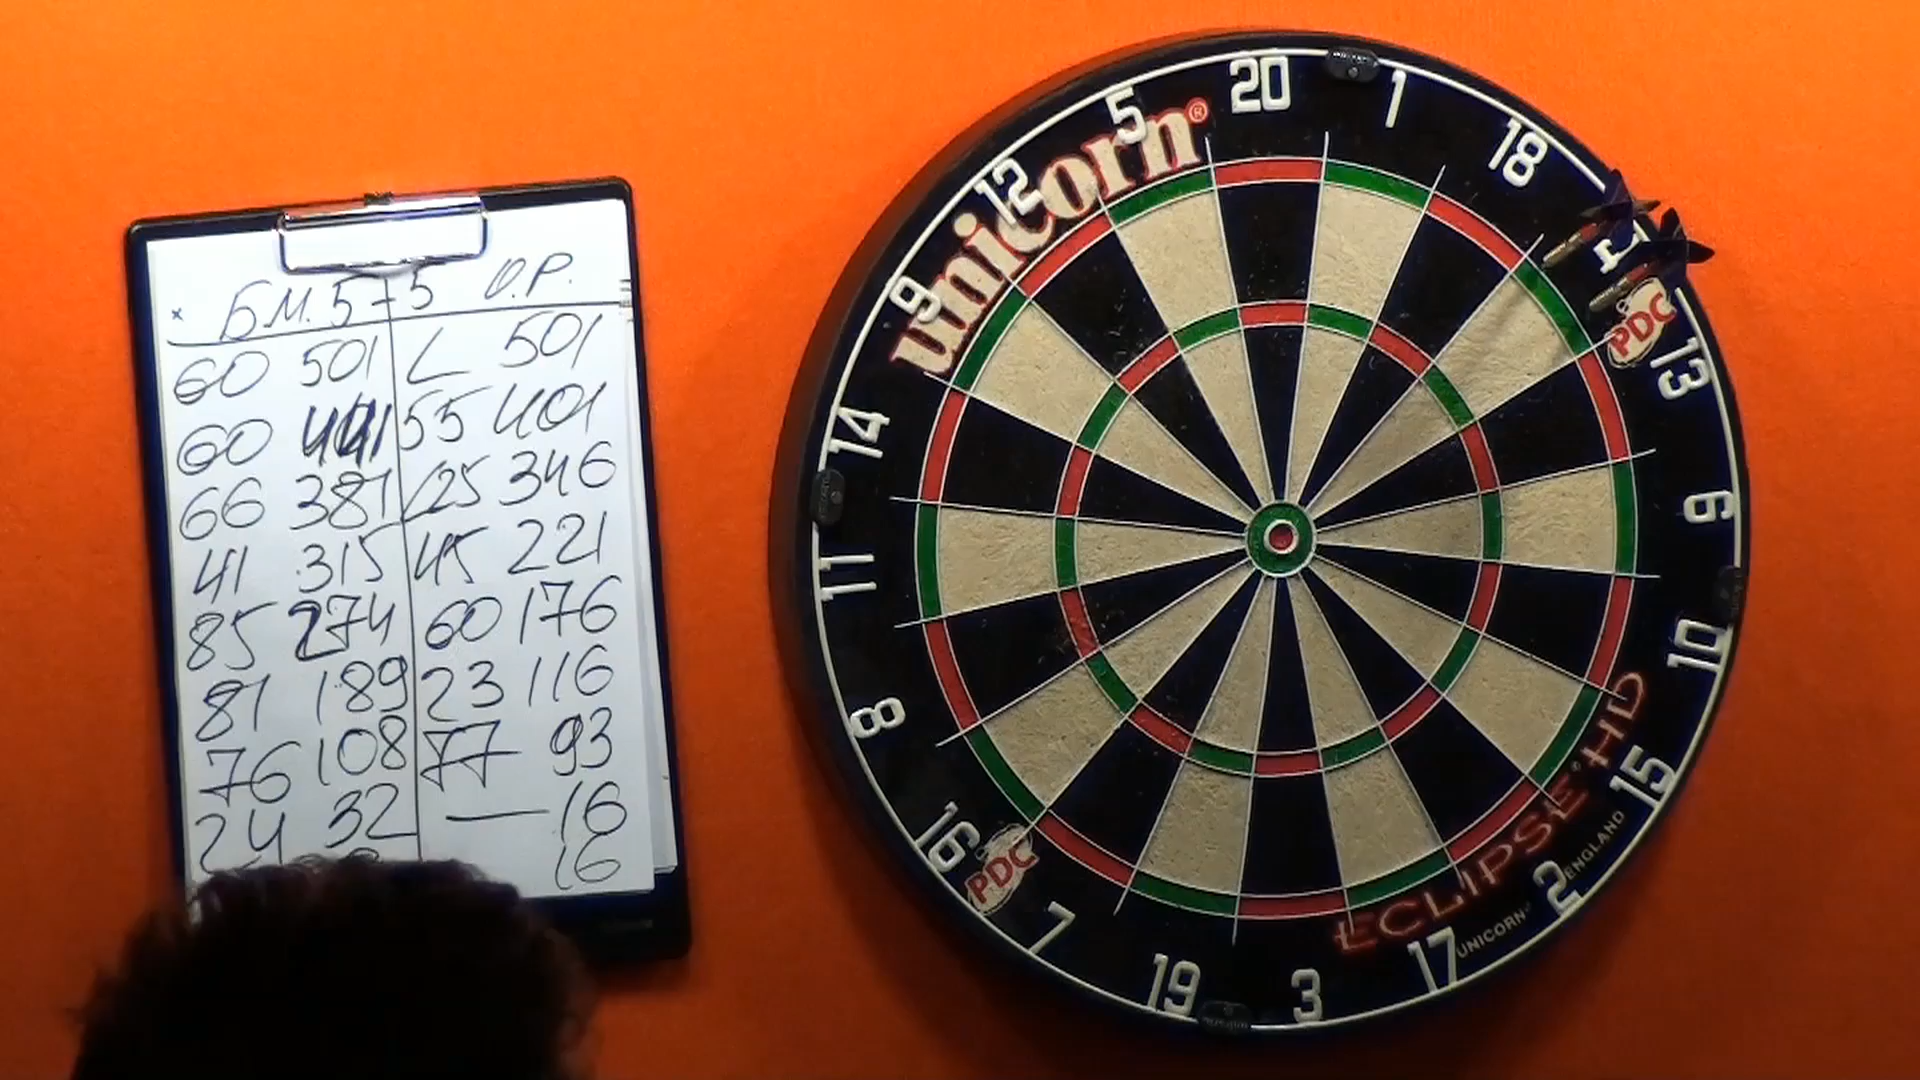 × Б.М. 5-5 О.Р.
60 501 L 501
60 441 55 401
66 381 125 346
41 315 45 221
85 274 60 176
81 189 23 116
76 108 77 93
24 32 — 16
16
unicorn®
20
1
18
4
13
6
10
15
2
17
3
19
7
16
8
11
14
9
12
5
PDC
PDC
ECLIPSE HD
UNICORN® ENGLAND